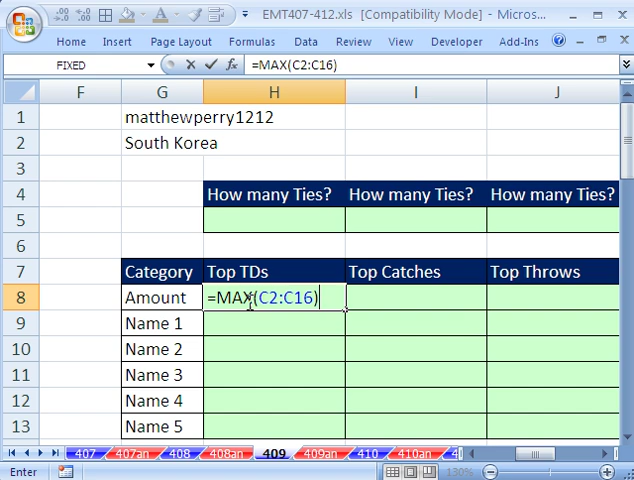 EMT407-412.xls [Compatibility Mode] - Micros...
Home Insert Page Layout Formulas Data Review View Developer Add-Ins
FIXED =MAX(C2:C16)
F G H I J
1 matthewperry1212
2 South Korea
3
4 How many Ties? How many Ties? How many Ties?
5
6
7 Category Top TDs Top Catches Top Throws
8 Amount =MAX(C2:C16)
9 Name 1
10 Name 2
11 Name 3
12 Name 4
13 Name 5
407 407an 408 408an 409 409an 410 410an
Enter 130%